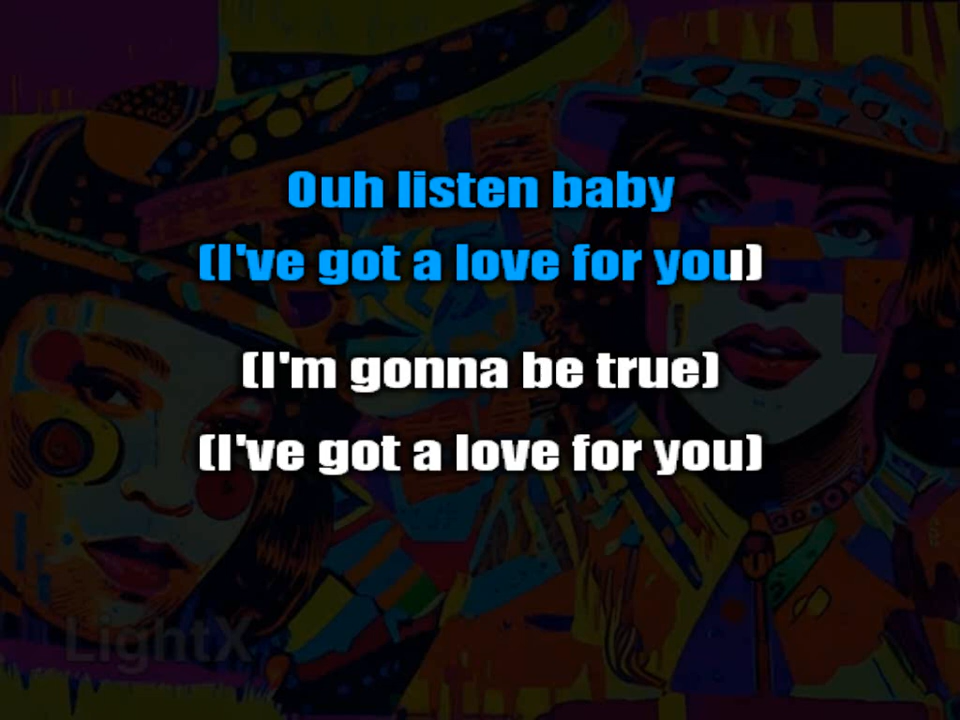 Ouh listen baby
(I've got a love for you)
(I'm gonna be true)
(I've got a love for you)
LightX